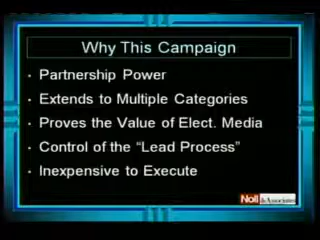 Why This Campaign
• Partnership Power
• Extends to Multiple Categories
• Proves the Value of Elect. Media
• Control of the “Lead Process”
• Inexpensive to Execute
Noll & Associates